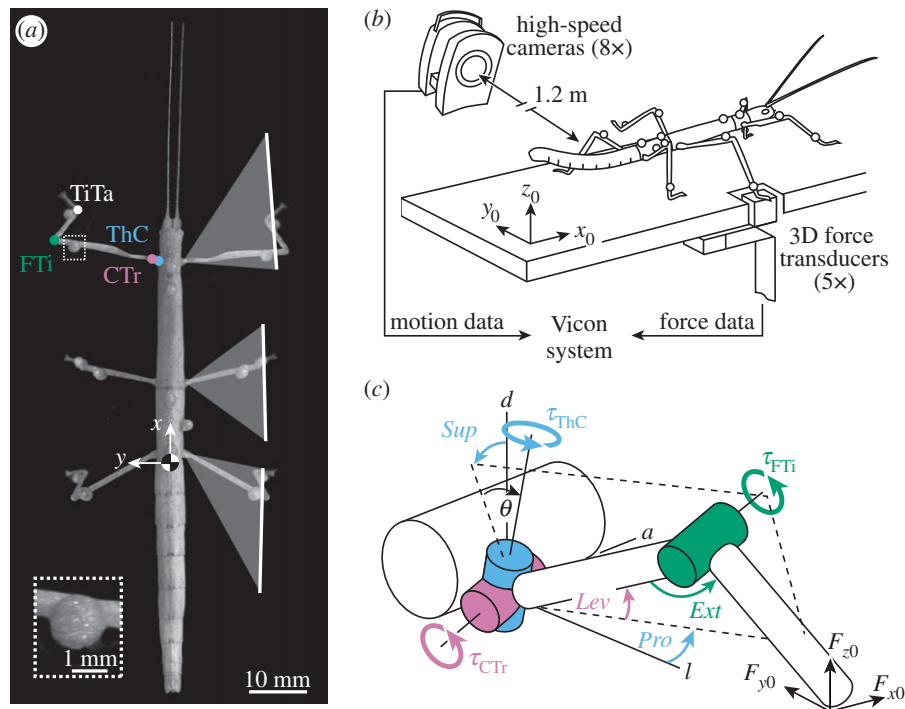 (a)
TiTa
ThC
FTi
CTr
x
y
1 mm
10 mm
(b)
high-speed
cameras (8×)
1.2 m
z0
y0
x0
3D force
transducers
(5×)
motion data
Vicon
system
force data
(c)
d
Sup
τThC
τFTi
θ
a
Lev
Ext
Pro
τCTr
l
Fz0
Fy0
Fx0